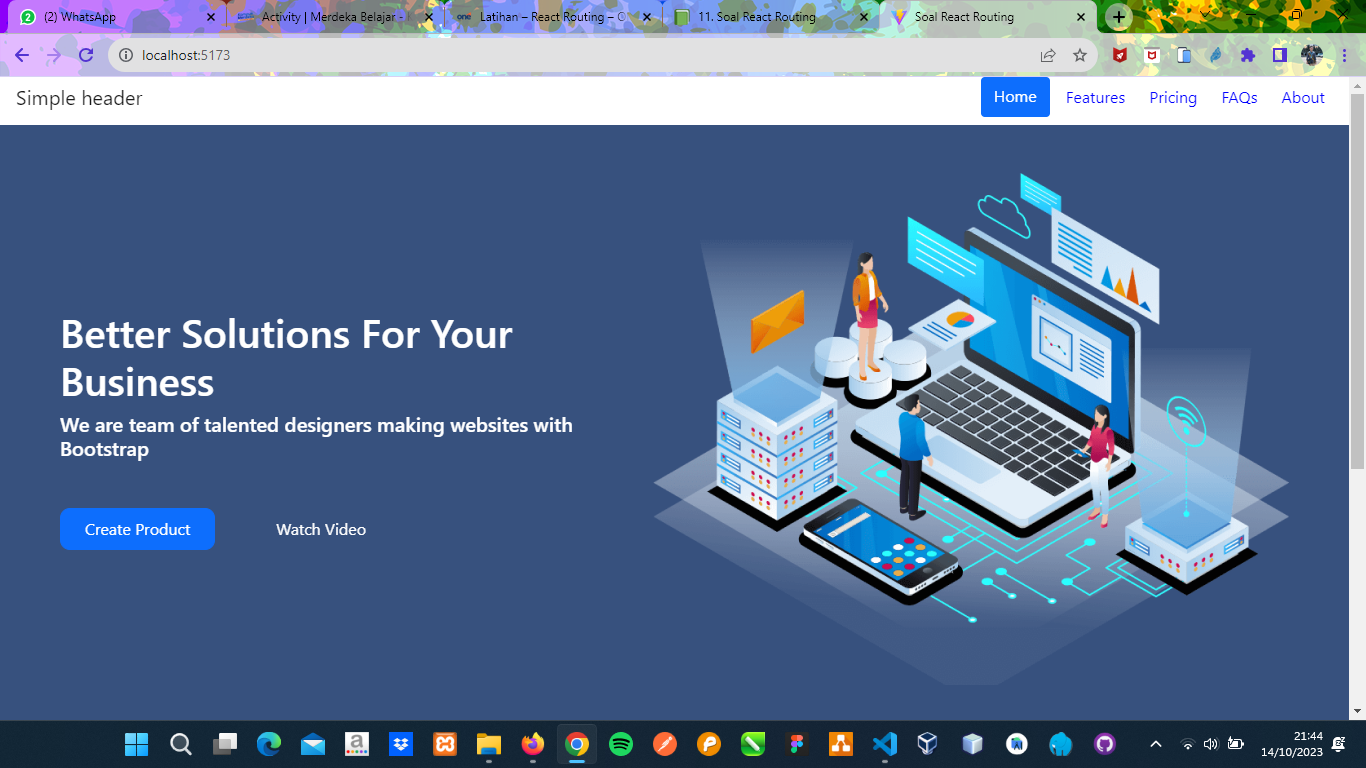 (2) WhatsApp
Activity | Merdeka Belajar -
Latihan – React Routing –
11. Soal React Routing
Soal React Routing
localhost:5173
Simple header
Home
Features
Pricing
FAQs
About
Better Solutions For Your
Business
We are team of talented designers making websites with
Bootstrap
Create Product
Watch Video
21:44
14/10/2023